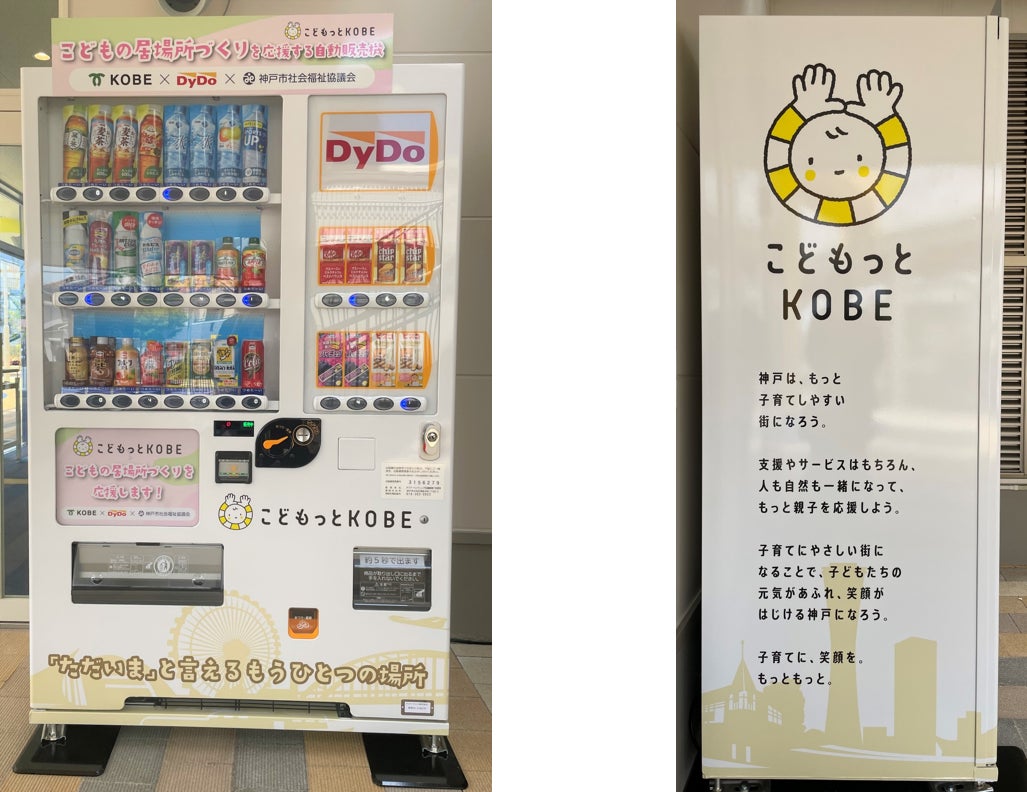 こどもっとKOBE
こどもの居場所づくりを応援する自動販売機
KOBE × DyDo × 神戸市社会福祉協議会
DyDo
こどもっとKOBE
こどもの居場所づくりを
応援します！
KOBE × DyDo × 神戸市社会福祉協議会
3156279
こどもっとKOBE
約5秒で出ます
「ただいま」と言えるもうひとつの場所
こどもっと
KOBE
神戸は、もっと
子育てしやすい
街になろう。
支援やサービスはもちろん、
人も自然も一緒になって、
もっと親子を応援しよう。
子育てにやさしい街に
なることで、子どもたちの
元気があふれ、笑顔が
はじける神戸になろう。
子育てに、笑顔を。
もっともっと。